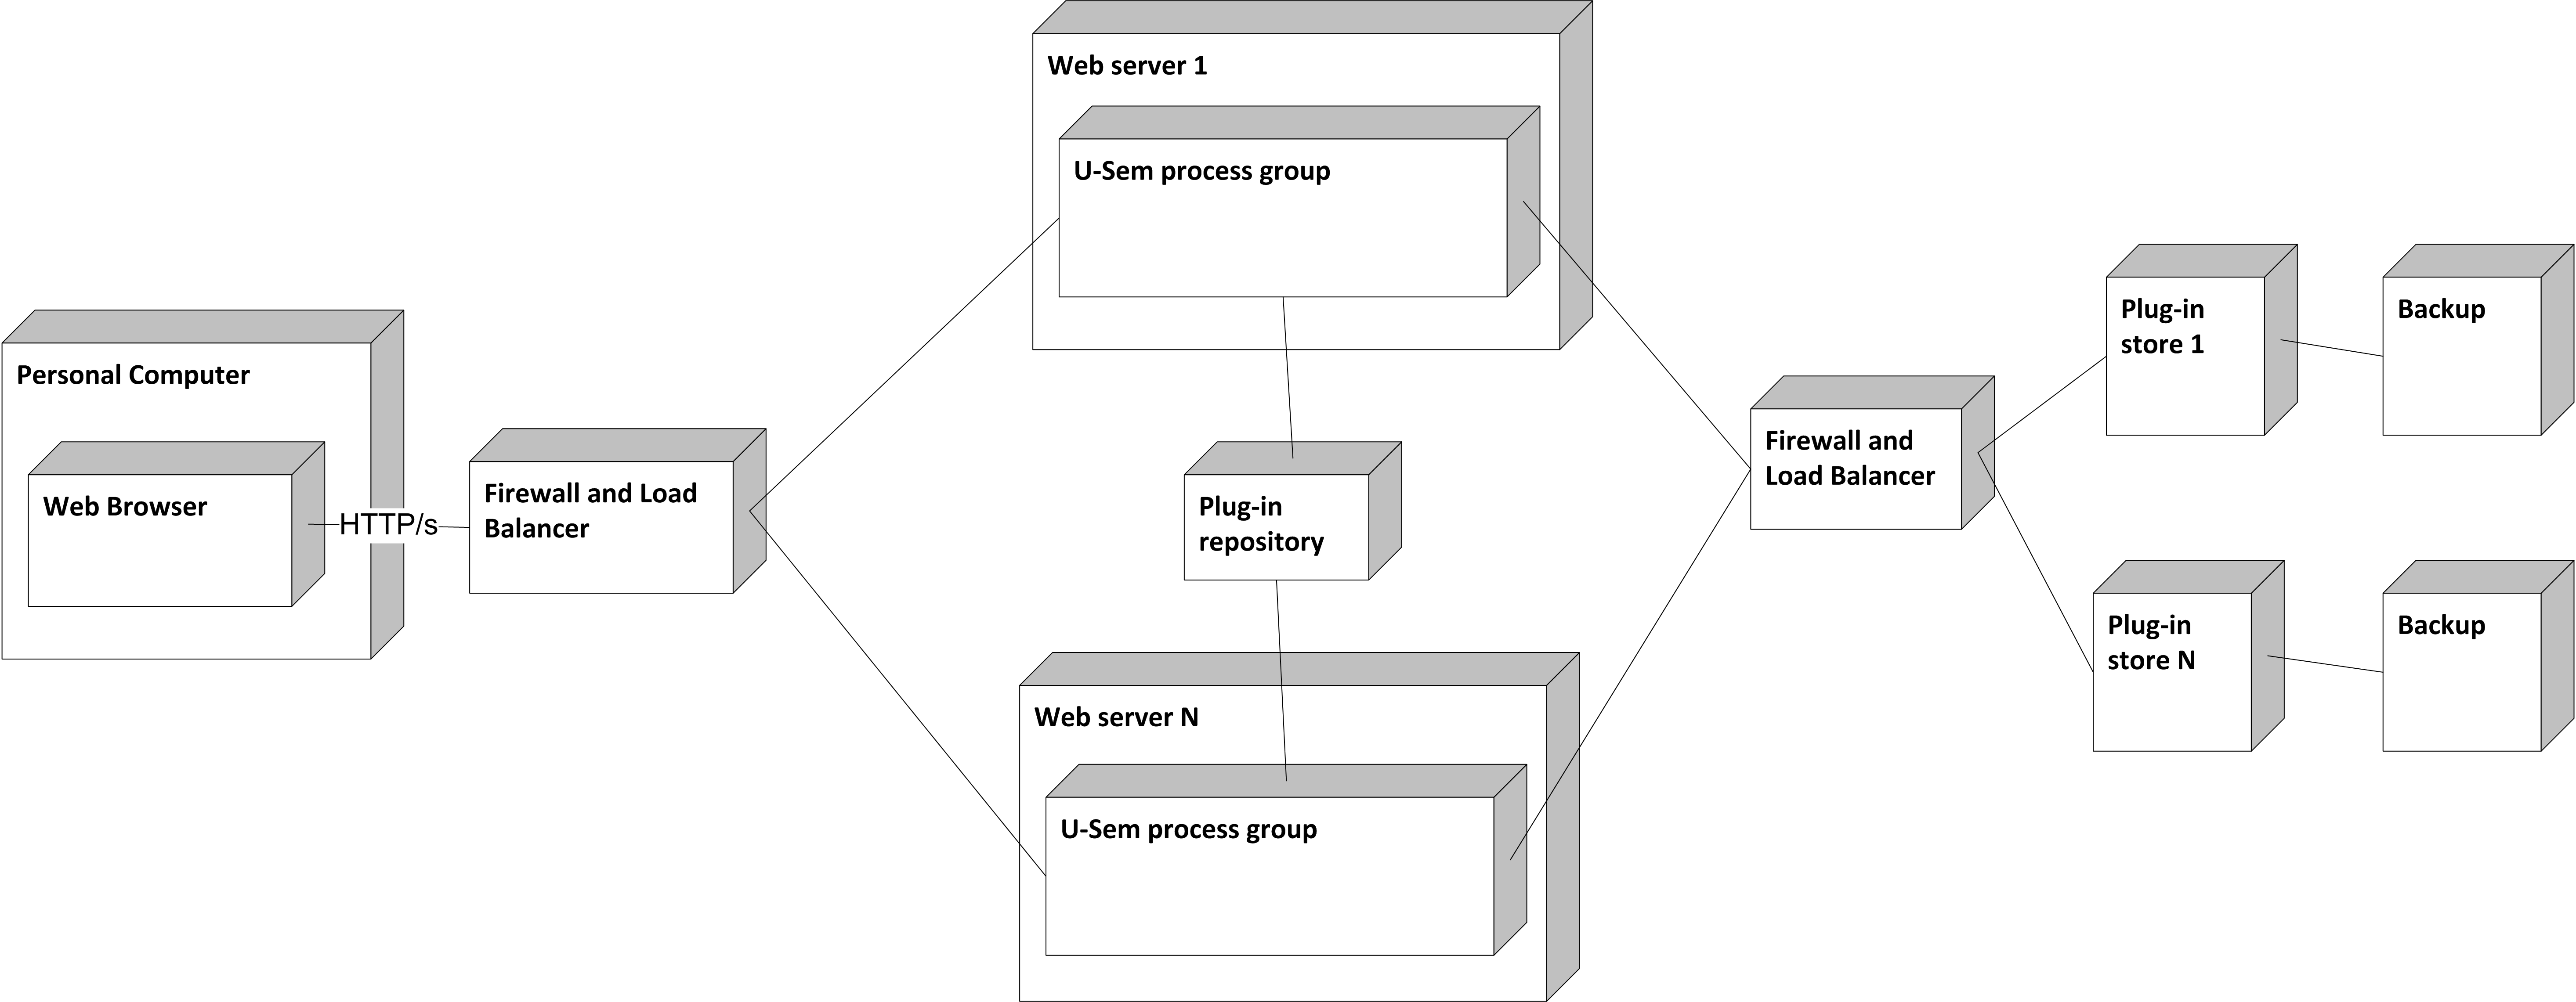 Web server 1
U-Sem process group
Personal Computer
Web Browser
HTTP/s
Firewall and Load
Balancer
Plug-in
repository
Web server N
U-Sem process group
Firewall and
Load Balancer
Plug-in
store 1
Backup
Plug-in
store N
Backup